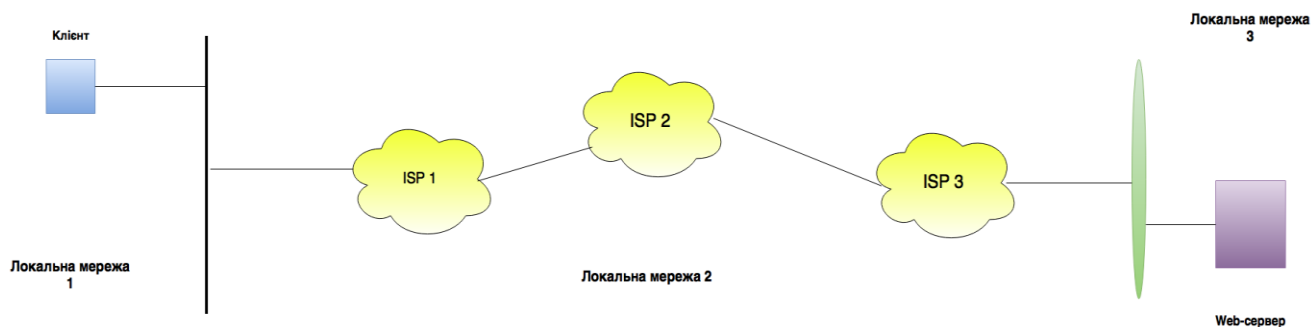 Клієнт
Локальна мережа
1
ISP 1
ISP 2
Локальна мережа 2
ISP 3
Локальна мережа
3
Web-сервер